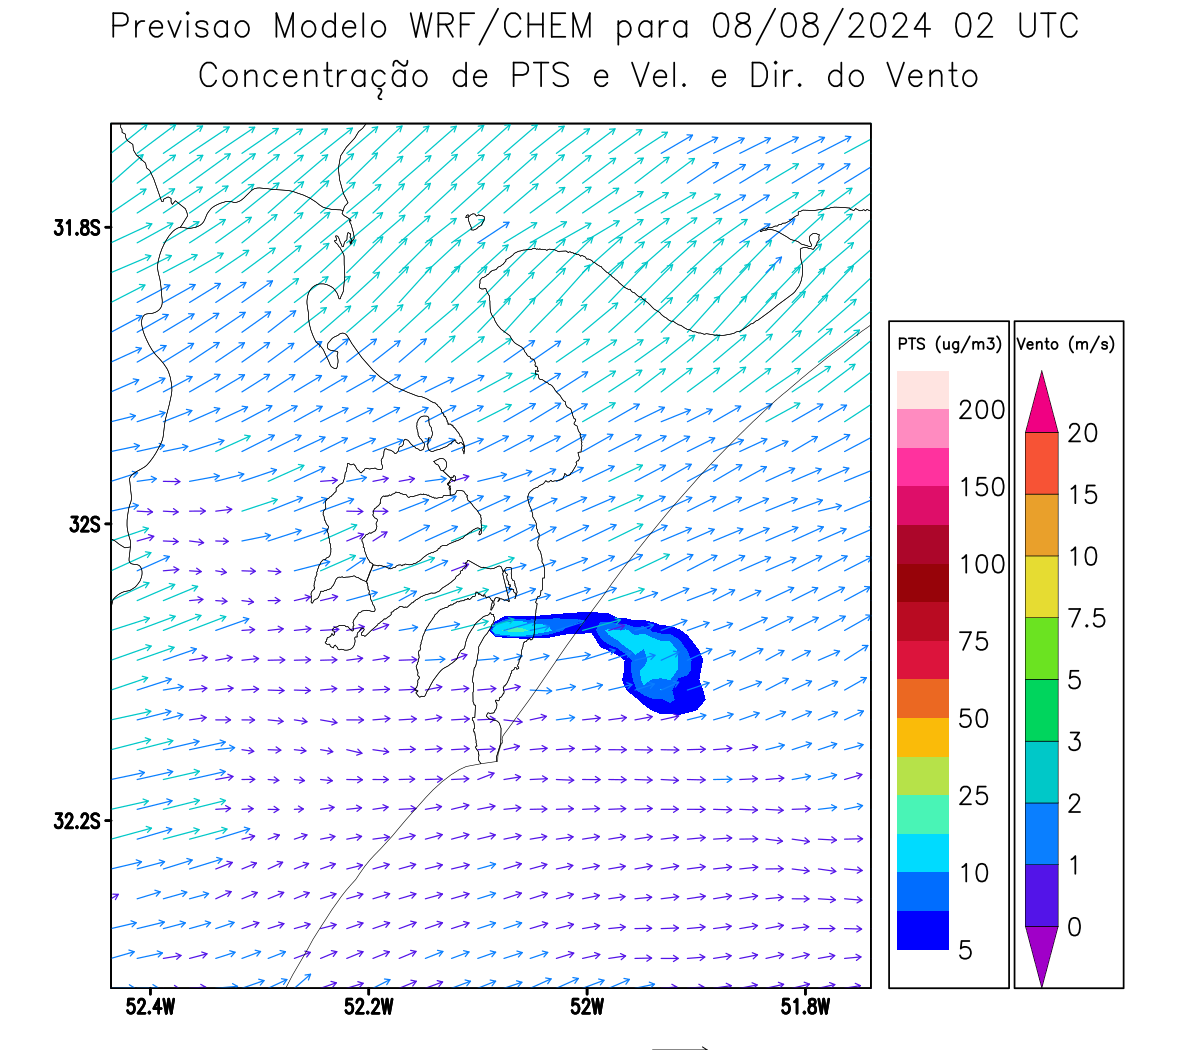 Previsao Modelo WRF/CHEM para 08/08/2024 02 UTC
Concentração de PTS e Vel. e Dir. do Vento
31.8S
32S
32.2S
52.4W 52.2W 52W 51.8W
PTS (ug/m3)
200
150
100
75
50
25
10
5
Vento (m/s)
20
15
10
7.5
5
3
2
1
0